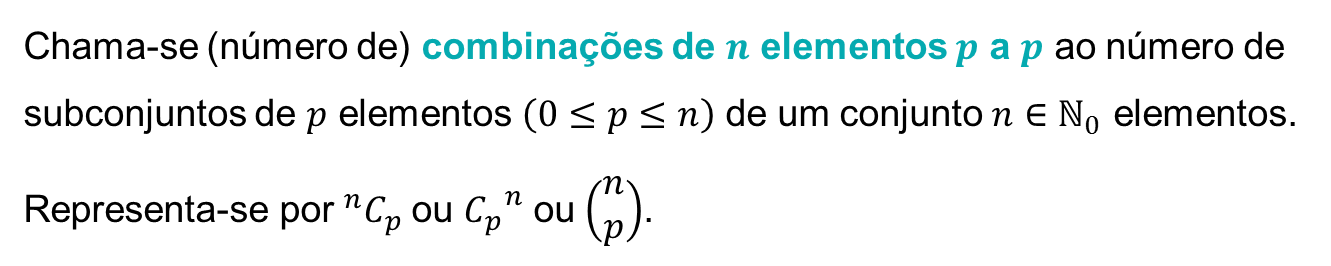 Chama-se (número de) combinações de n elementos p a p ao número de
subconjuntos de p elementos (0 ≤ p ≤ n) de um conjunto n ∈ ℕ₀ elementos.
Representa-se por ⁿCₚ ou Cₚⁿ ou (n p).